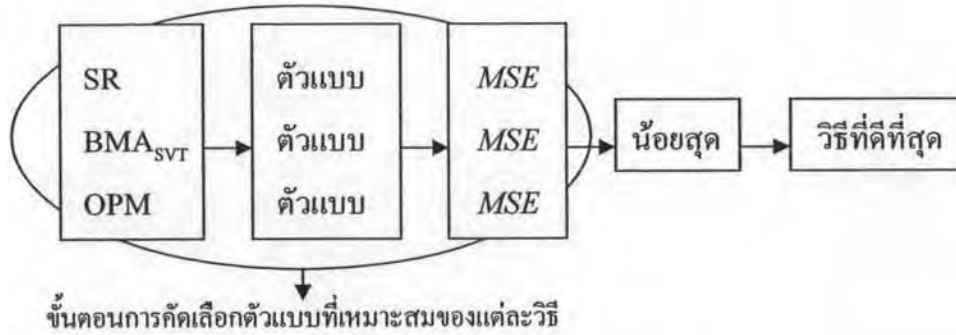 SR ตัวแบบ MSE
BMA_SVT ตัวแบบ MSE น้อยสุด วิธีที่ดีที่สุด
OPM ตัวแบบ MSE
ขั้นตอนการคัดเลือกตัวแบบที่เหมาะสมของแต่ละวิธี